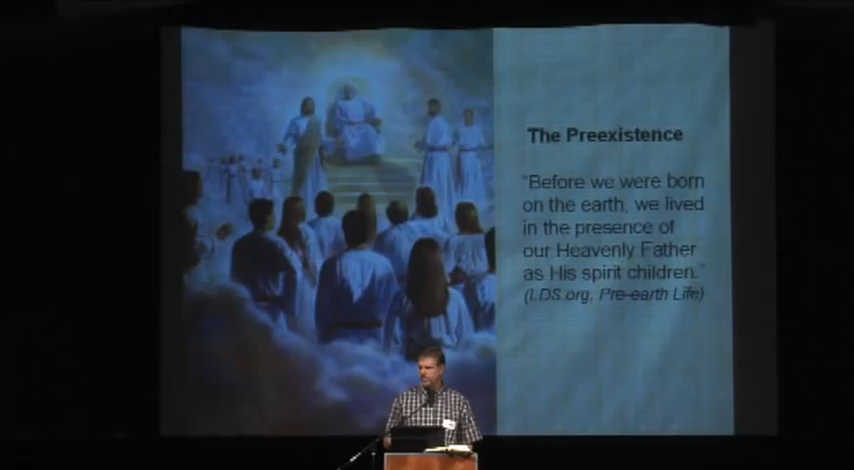 The Preexistence
"Before we were born
on the earth, we lived
in the presence of
our Heavenly Father
as His spirit children."
(LDS.org, Pre-earth Life)